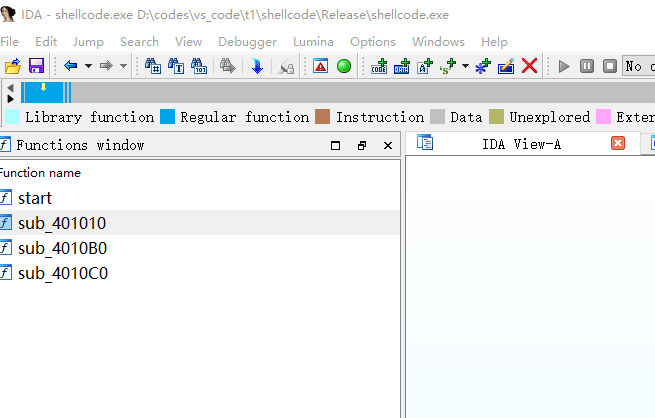 IDA - shellcode.exe D:\codes\vs_code\t1\shellcode\Release\shellcode.exe
File Edit Jump Search View Debugger Lumina Options Windows Help
No
Library function Regular function Instruction Data Unexplored Exter
Functions window
IDA View-A
Function name
start
sub_401010
sub_4010B0
sub_4010C0